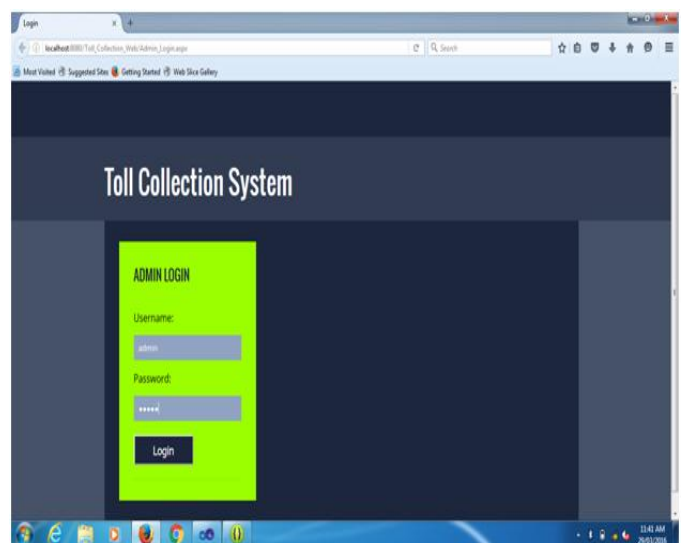 Login
localhost:8080/Toll_Collection_Web/Admin_Login.aspx
Search
Most Visited
Suggested Sites
Getting Started
Web Slice Gallery
Toll Collection System
ADMIN LOGIN
Username:
admin
Password:
•••••
Login
11:41 AM